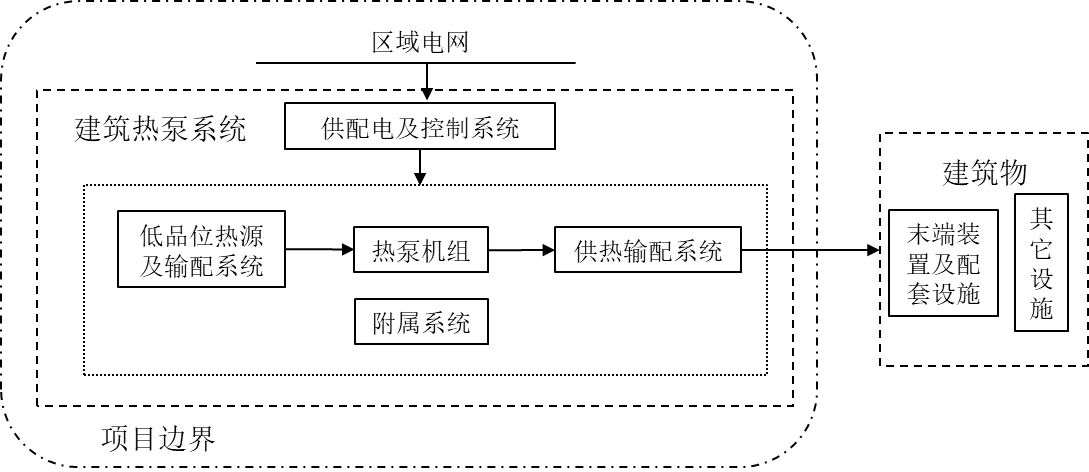 区域电网
建筑热泵系统
供配电及控制系统
低品位热源
及输配系统
热泵机组
供热输配系统
附属系统
项目边界
建筑物
末端装
置及配
套设施
其
它
设
施